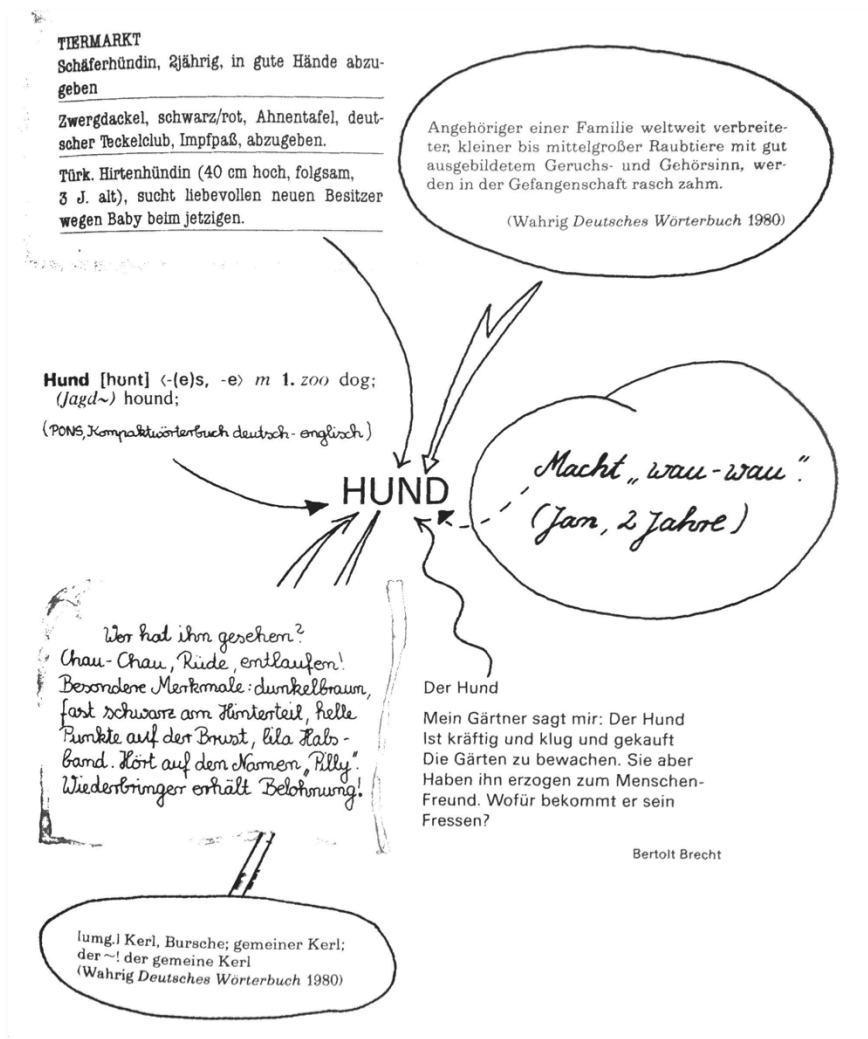 TIERMARKT
Schäferhündin, 2jährig, in gute Hände abzu-
geben
Zwergdackel, schwarz/rot, Ahnentafel, deut-
scher Teckelclub, Impfpaß, abzugeben.
Türk. Hirtenhündin (40 cm hoch, folgsam,
3 J. alt), sucht liebevollen neuen Besitzer
wegen Baby beim jetzigen.
Angehöriger einer Familie weltweit verbreite-
ter, kleiner bis mittelgroßer Raubtiere mit gut
ausgebildetem Geruchs- und Gehörsinn, wer-
den in der Gefangenschaft rasch zahm.
(Wahrig Deutsches Wörterbuch 1980)
Hund [hʊnt] <-(e)s, -e> m 1. zoo dog;
(Jagd~) hound;
(PONS, Kompaktwörterbuch deutsch-englisch)
HUND
Macht „wau-wau".
(Jan, 2 Jahre)
Wer hat ihn gesehen?
Chau-Chau, Rüde, entlaufen!
Besondere Merkmale: dunkelbraun,
fast schwarz am Hinterteil, helle
Punkte auf der Brust, lila Hals-
band. Hört auf den Namen „Pilly".
Wiederbringer erhält Belohnung!
Der Hund
Mein Gärtner sagt mir: Der Hund
Ist kräftig und klug und gekauft
Die Gärten zu bewachen. Sie aber
Haben ihn erzogen zum Menschen-
Freund. Wofür bekommt er sein
Fressen?
Bertolt Brecht
[umg.] Kerl, Bursche; gemeiner Kerl;
der ~! der gemeine Kerl
(Wahrig Deutsches Wörterbuch 1980)